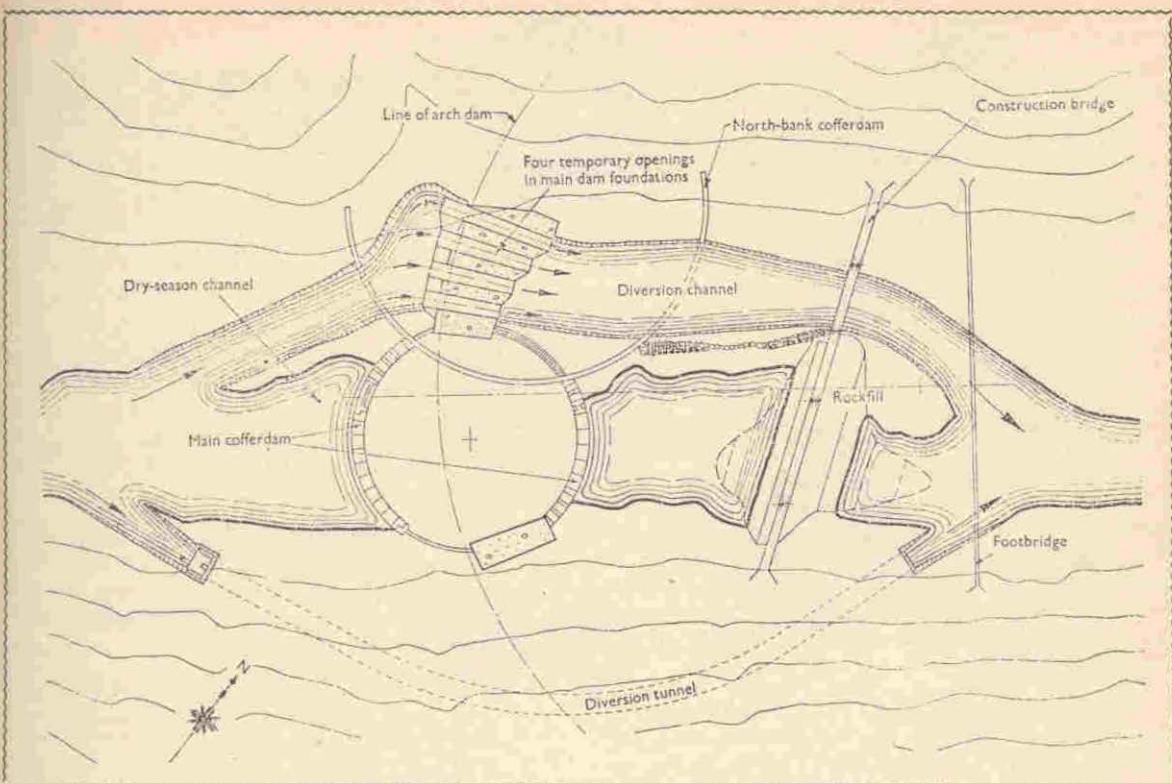 Line of arch dam
Construction bridge
North-bank cofferdam
Four temporary openings
in main dam foundations
Dry-season channel
Diversion channel
Rockfill
Main cofferdam
Footbridge
Diversion tunnel
N